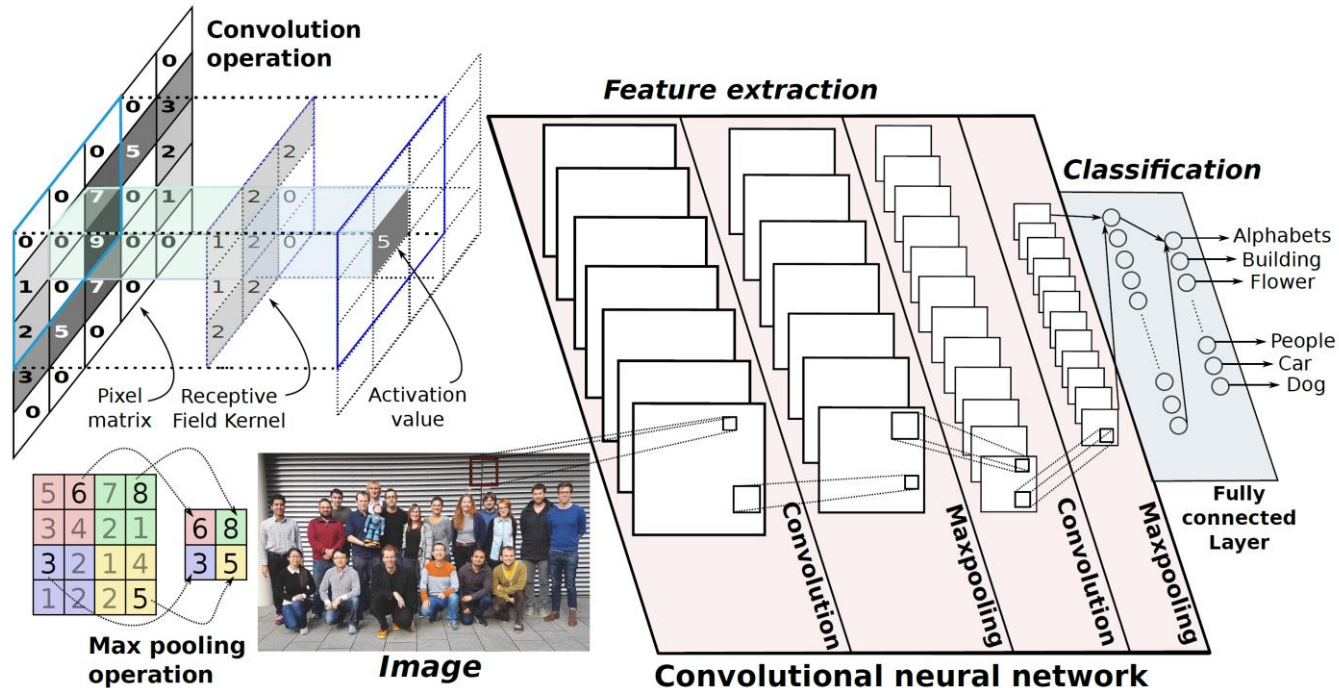 Convolution
operation
0
0 3
0 5 2
0 7 0 1
0 0 9 0 0
1 0 7 0
2 5 0
3 0
0
2
2 0
1 2 0
1 2
2
5
Pixel
matrix
Receptive
Field Kernel
Activation
value
5 6 7 8
3 4 2 1
3 2 1 4
1 2 2 5
6 8
3 5
Max pooling
operation
Image
Feature extraction
Convolution
Maxpooling
Convolution
Maxpooling
Convolutional neural network
Classification
Alphabets
Building
Flower
People
Car
Dog
Fully
connected
Layer